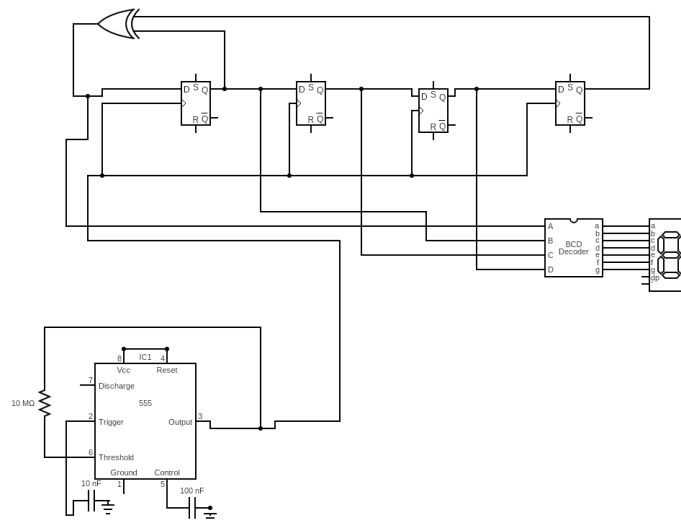 D S Q
R Q
D S Q
R Q
D S Q
R Q
D S Q
R Q
A a a
b b
B c c
BCD
Decoder
d d
C e e
f f
D g g
dp
8 IC1 4
Vcc Reset
7 Discharge
10 MΩ 555
2 Trigger Output 3
6 Threshold
Ground Control
10 nF 1 5 100 nF